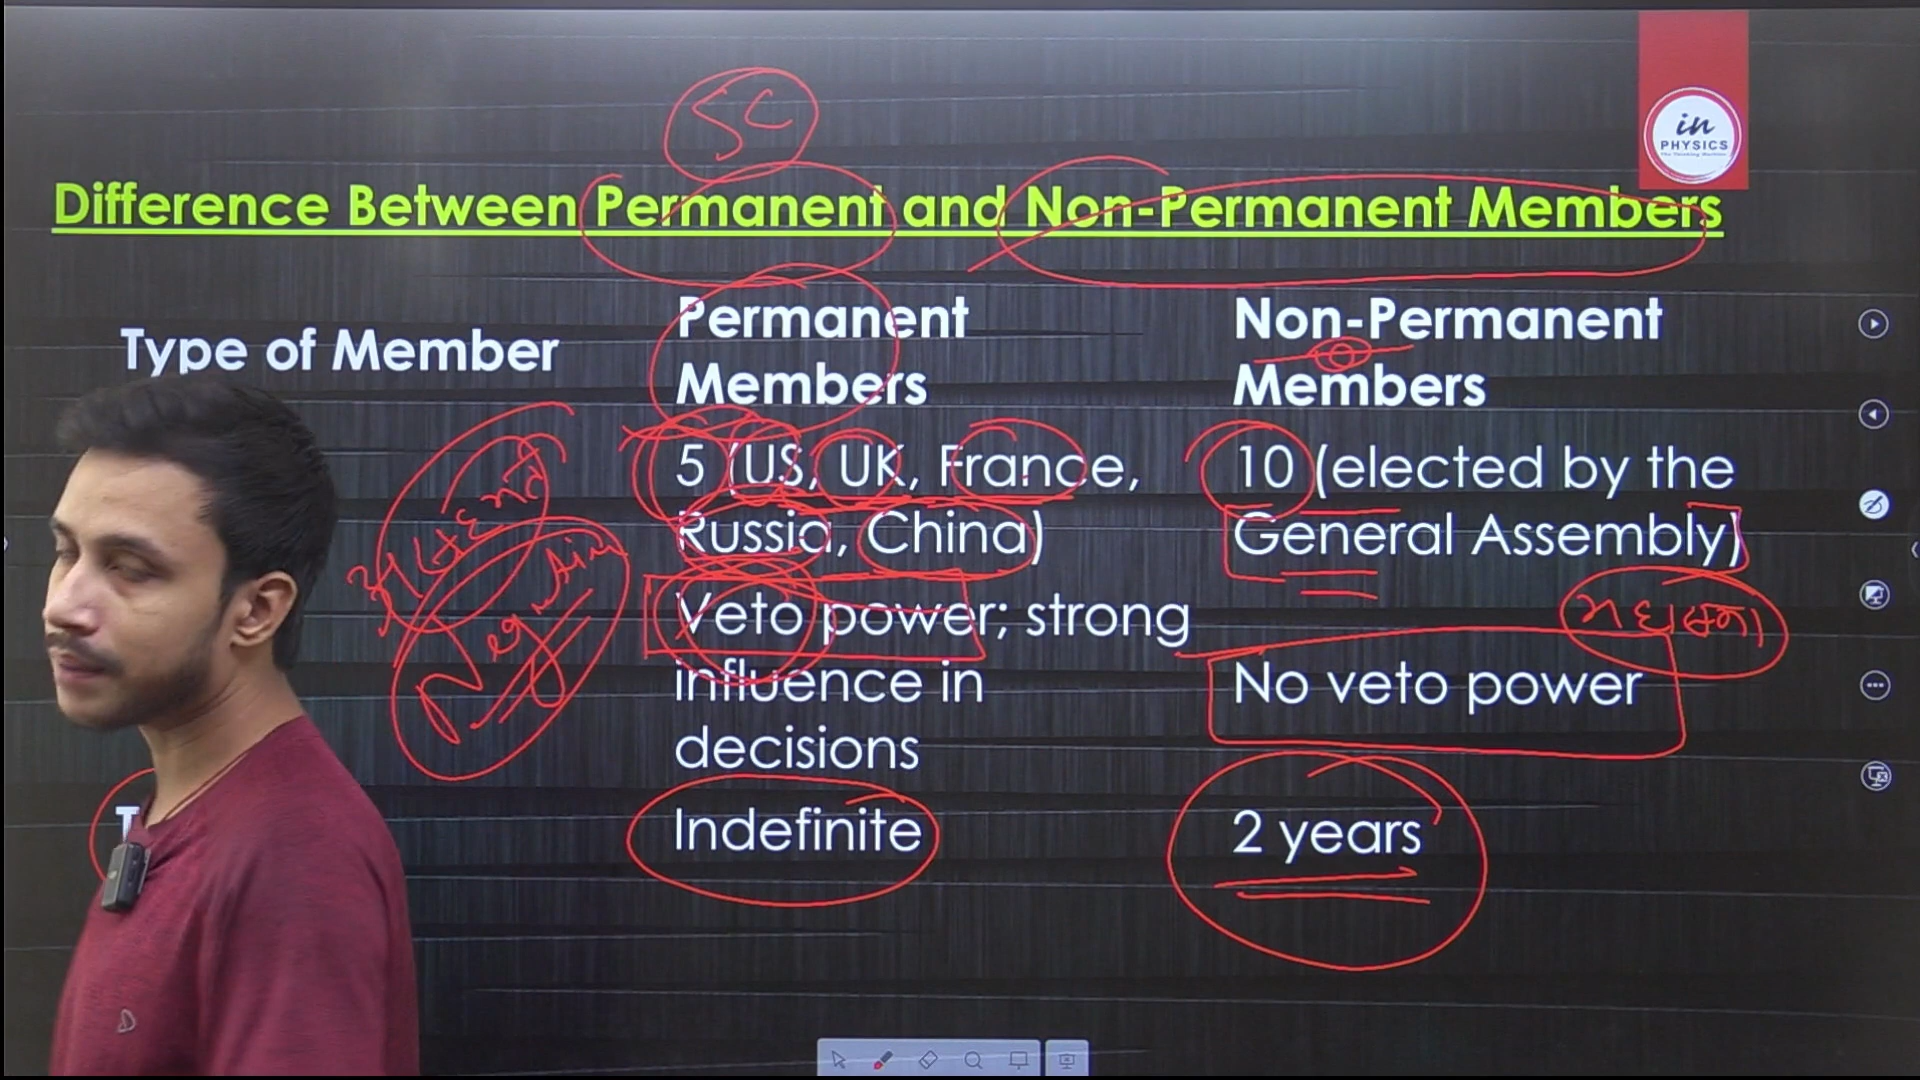 SC
in
PHYSICS
Difference Between Permanent and Non-Permanent Members
Type of Member
Permanent
Members
Non-Permanent
Members
5 (US, UK, France,
Russia, China)
10 (elected by the
General Assembly)
Veto power; strong
influence in
decisions
No veto power
Indefinite
2 years